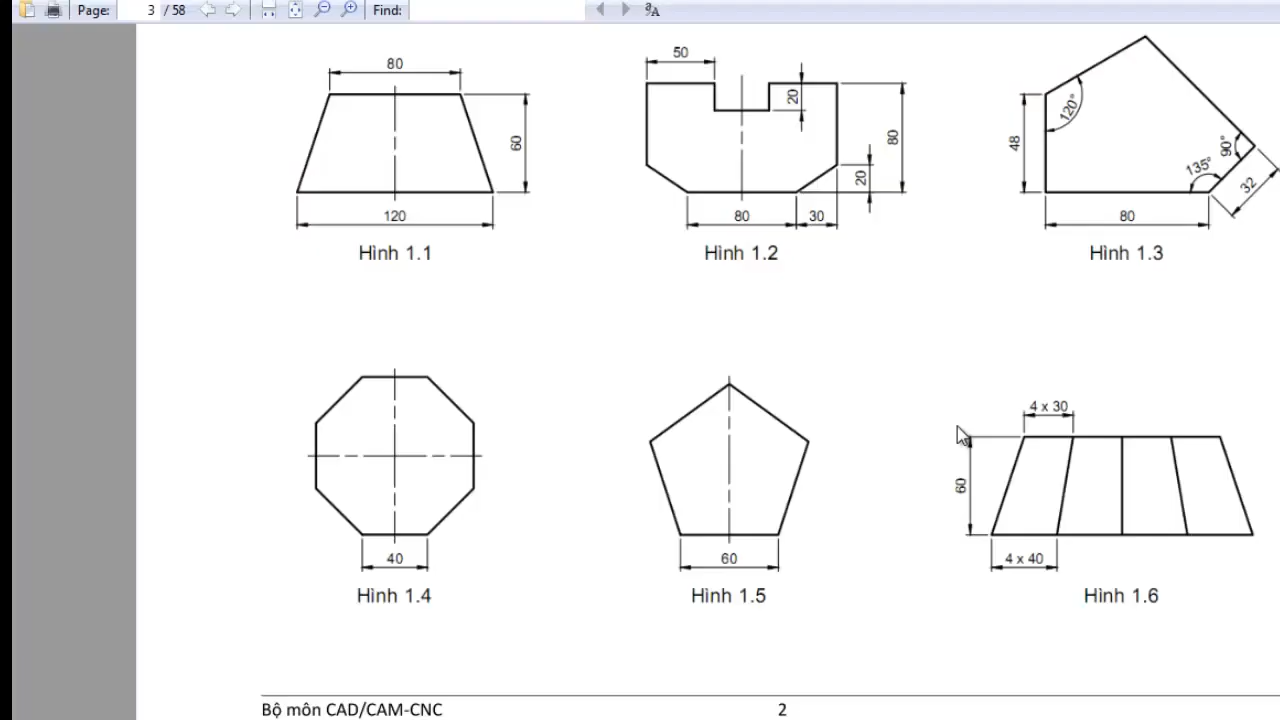 Page: 3 / 58 Find:
80
60
120
Hình 1.1
50
20
80
20
80 30
Hình 1.2
120°
48
90°
135°
32
80
Hình 1.3
40
Hình 1.4
60
Hình 1.5
4 x 30
60
4 x 40
Hình 1.6
Bộ môn CAD/CAM-CNC 2